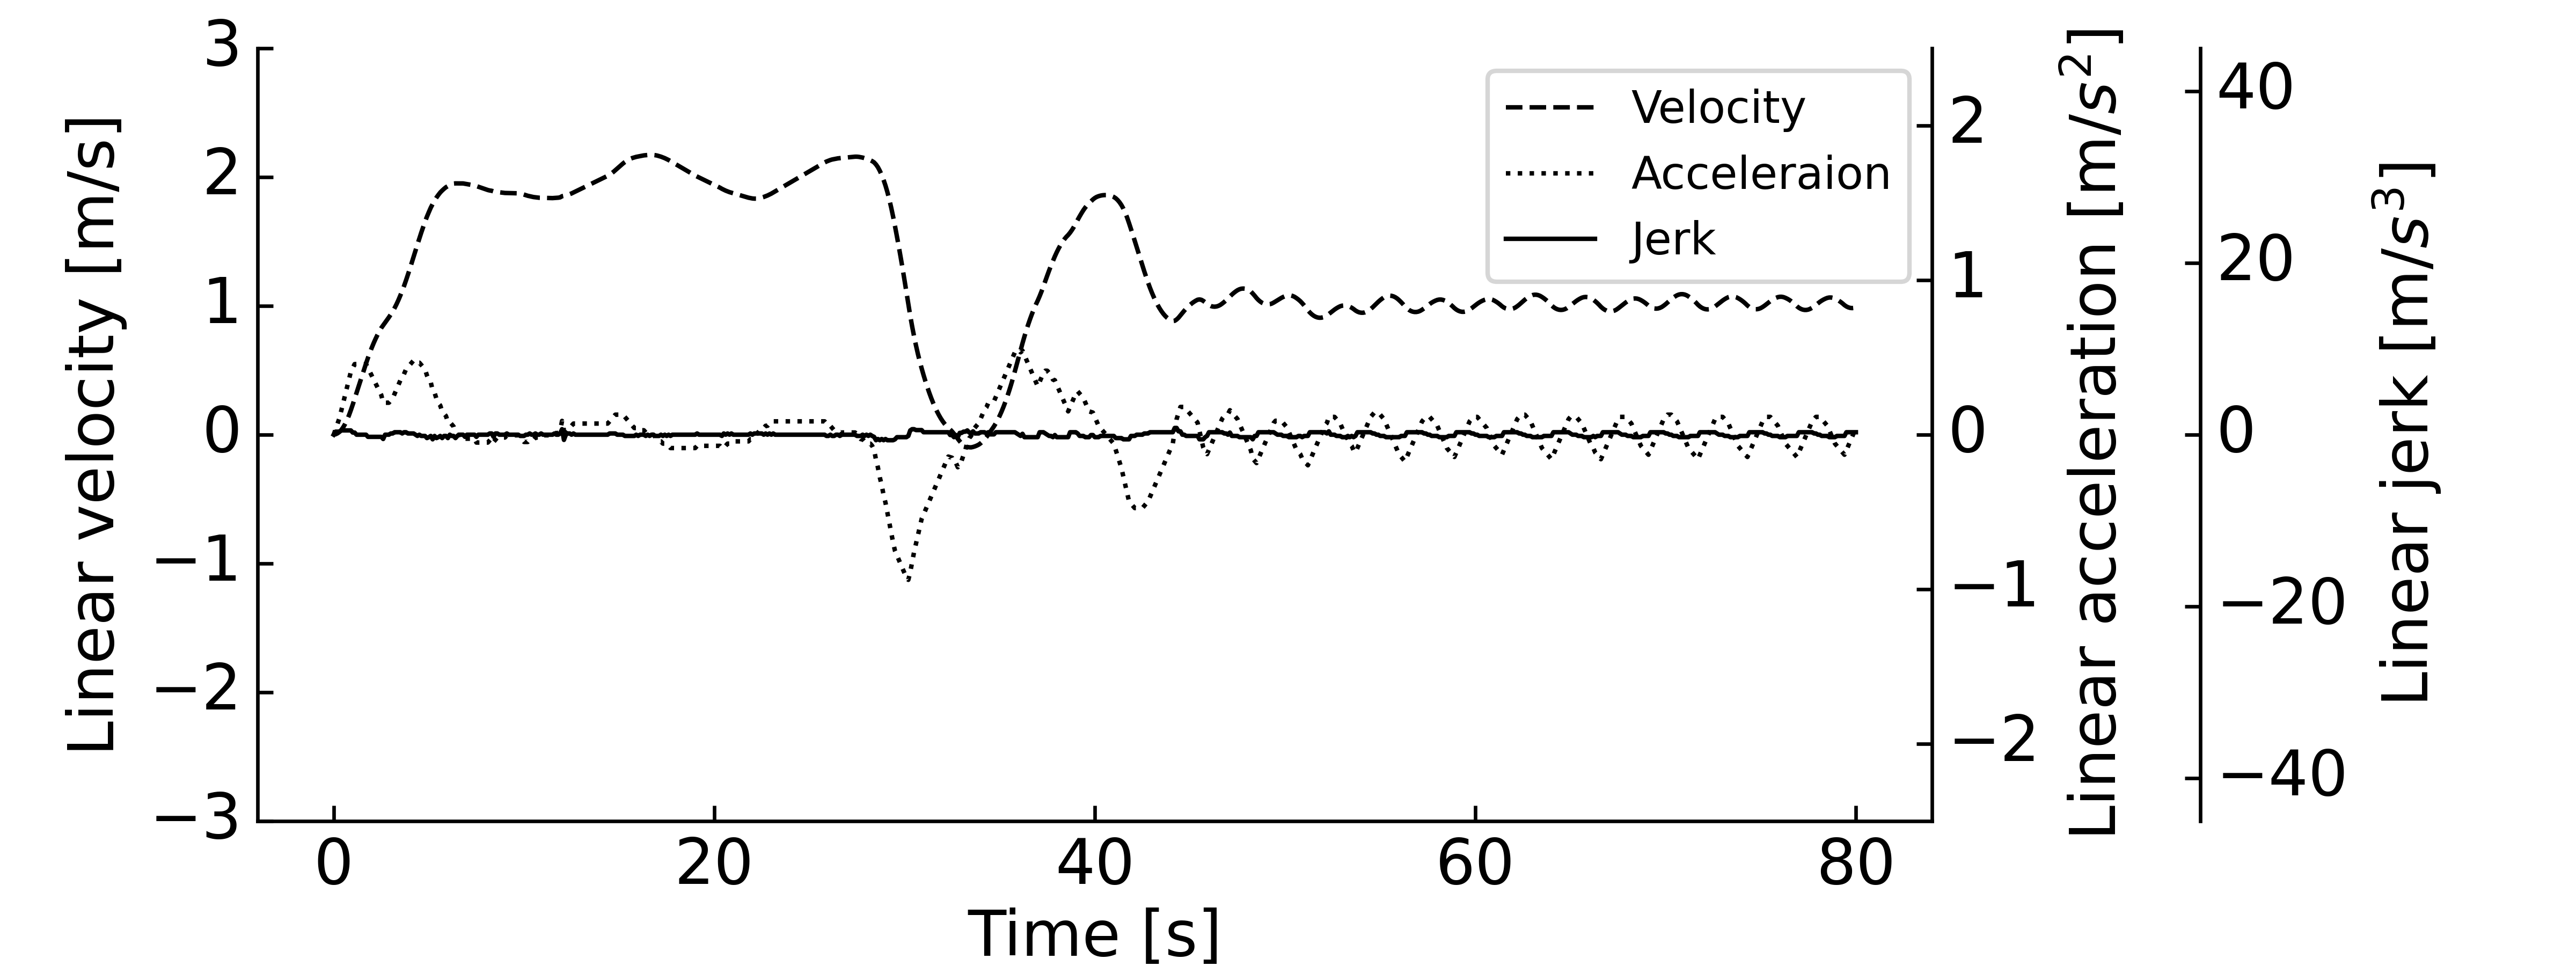 Linear velocity [m/s]
3
2
1
0
−1
−2
−3
0 20 40 60 80
Time [s]
Velocity
Acceleraion
Jerk
2
1
0
−1
−2
Linear acceleration [m/s²]
40
20
0
−20
−40
Linear jerk [m/s³]